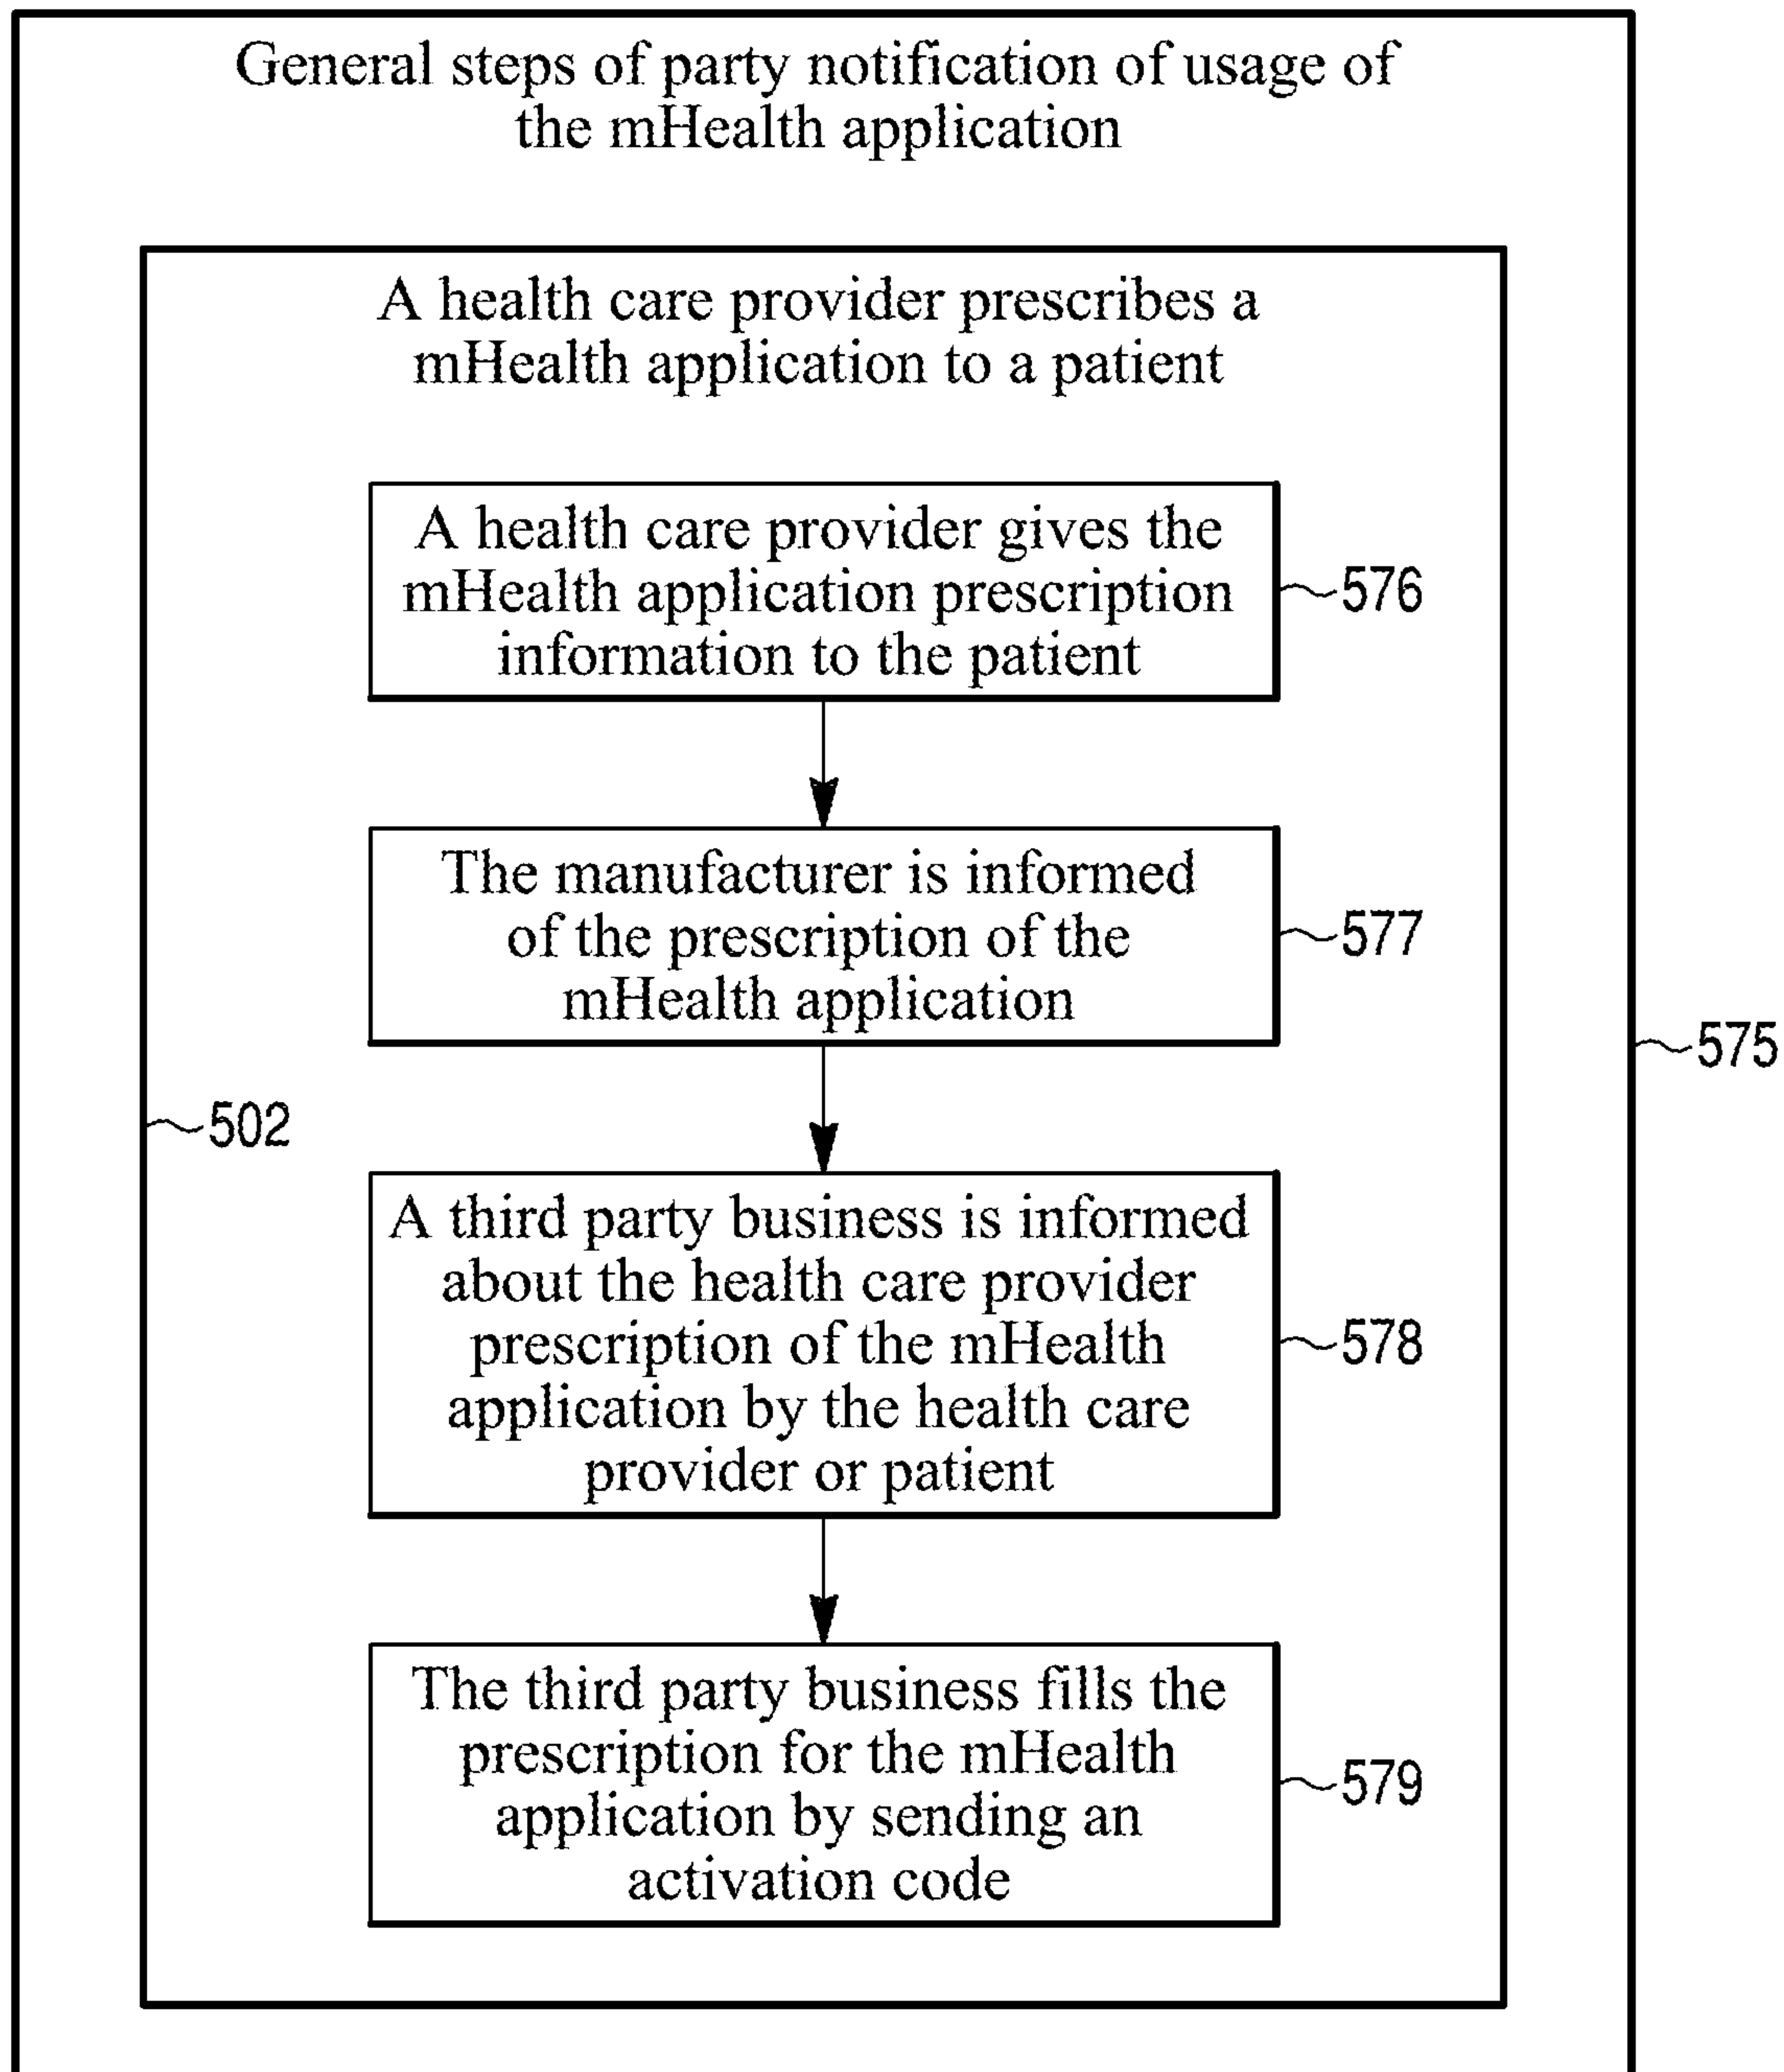 General steps of party notification of usage of
the mHealth application
A health care provider prescribes a
mHealth application to a patient
A health care provider gives the
mHealth application prescription
information to the patient
576
The manufacturer is informed
of the prescription of the
mHealth application
577
575
502
A third party business is informed
about the health care provider
prescription of the mHealth
application by the health care
provider or patient
578
The third party business fills the
prescription for the mHealth
application by sending an
activation code
579